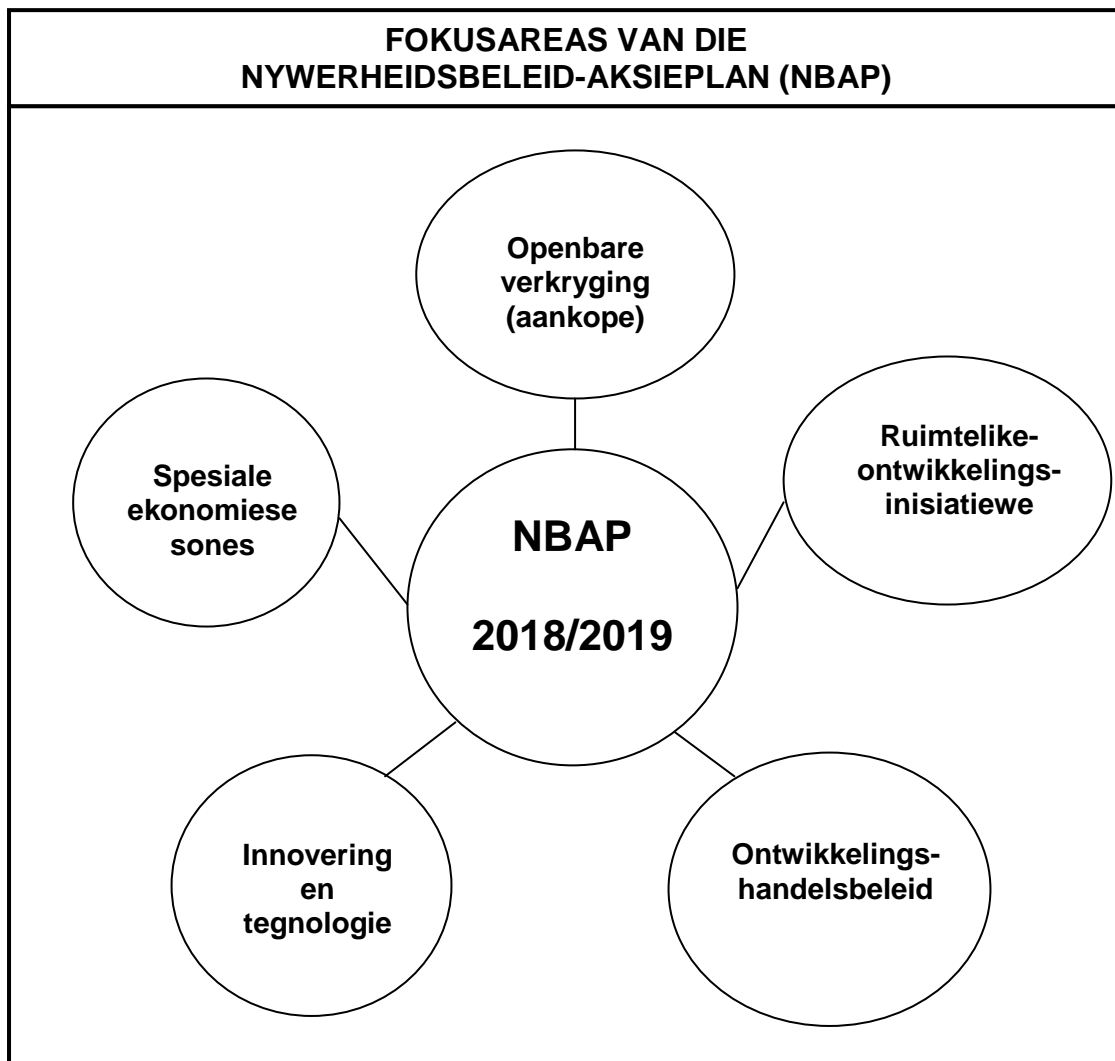 FOKUSAREAS VAN DIE
NYWERHEIDSBELEID-AKSIEPLAN (NBAP)
Openbare
verkryging
(aankope)
Ruimtelike-
ontwikkelings-
inisiatiewe
Spesiale
ekonomiese
sones
NBAP
2018/2019
Innovering
en
tegnologie
Ontwikkelings-
handelsbeleid